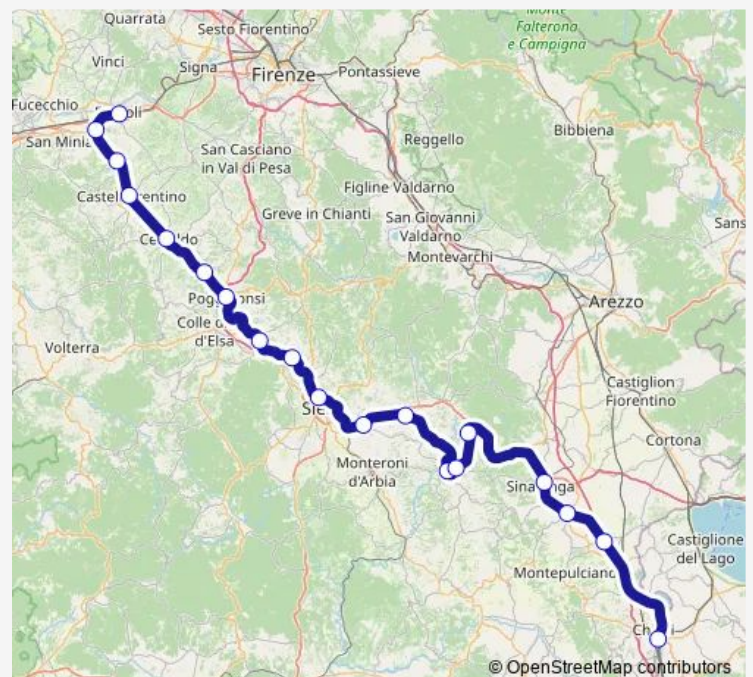 Monte
Falterona
e Campigna
Quarrata
Sesto Fiorentino
Vinci
Signa
Firenze
Pontassieve
Fucecchio
San Minia
Bibbiena
Reggello
San Casciano
in Val di Pesa
Figline Valdarno
Greve in Chianti
San Giovanni
Valdarno
Montevarchi
Arezzo
Volterra
d'Elsa
Castiglion
Fiorentino
Cortona
Monteroni
d'Arbia
Castiglione
del Lago
Montepulciano
© OpenStreetMap contributors